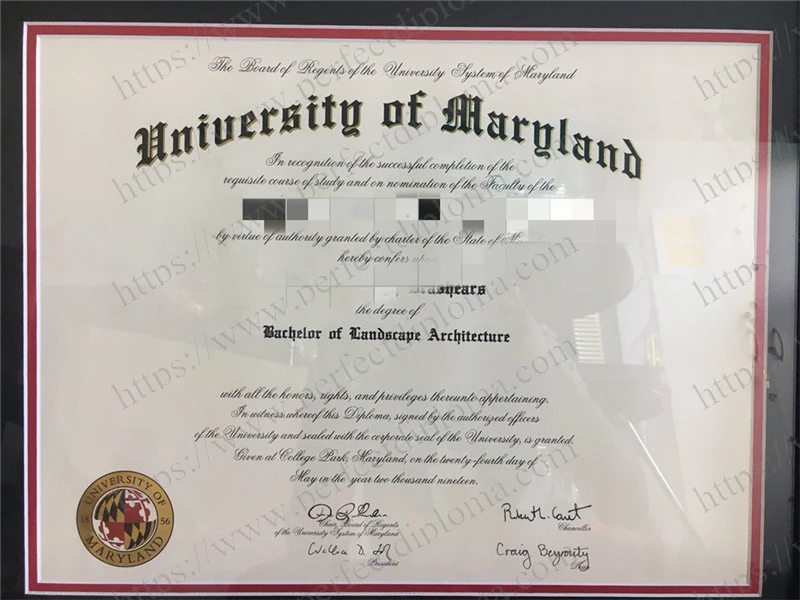 The Board of Regents of the University System of Maryland
University of Maryland
In recognition of the successful completion of the
requisite course of study and on nomination of the Faculty of the
by virtue of authority granted by charter of the State of
hereby confers
the degree of
Bachelor of Landscape Architecture
with all the honors, rights, and privileges thereunto appertaining.
In witness whereof this Diploma, signed by the authorized officers
of the University and sealed with the corporate seal of the University, is granted.
Given at College Park, Maryland, on the twenty-fourth day of
May in the year two thousand nineteen.
UNIVERSITY OF
18 56
MARYLAND
Chair, Board of Regents
of the University System of Maryland
Chancellor
President
Craig Beyrouty
https://www.perfectdiploma.com